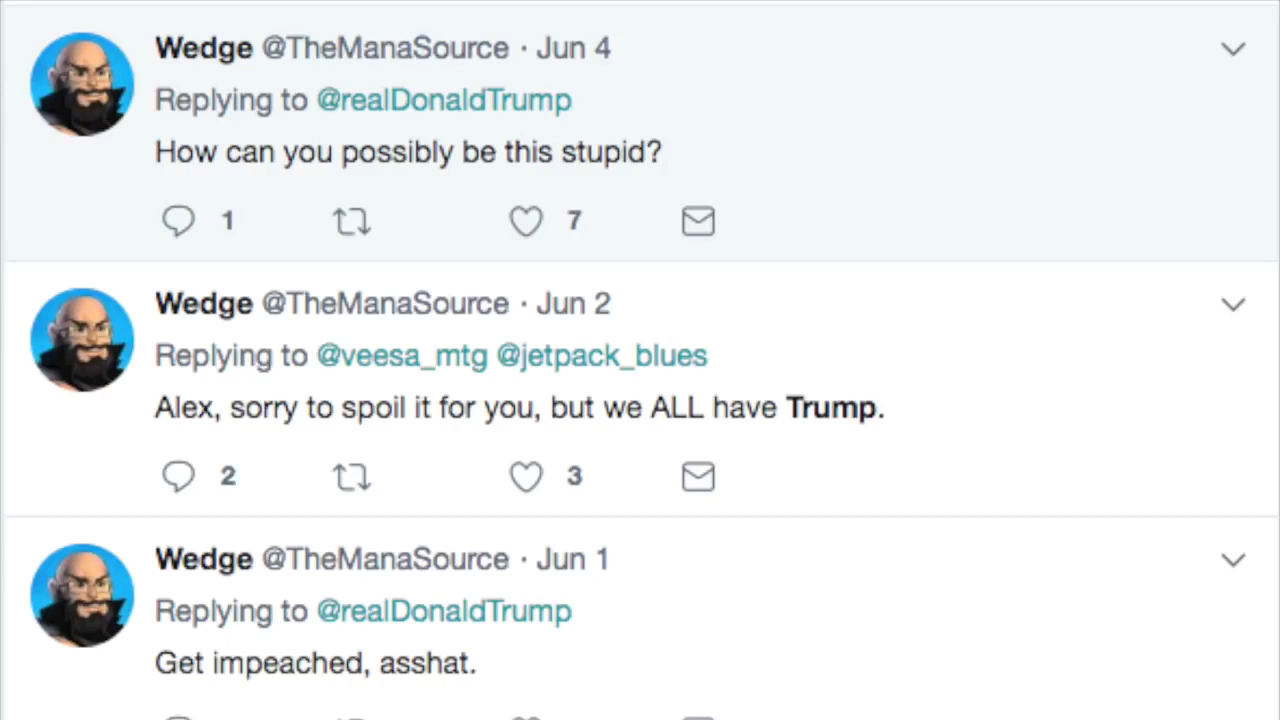 Wedge @TheManaSource · Jun 4
Replying to @realDonaldTrump
How can you possibly be this stupid?
1 7
Wedge @TheManaSource · Jun 2
Replying to @veesa_mtg @jetpack_blues
Alex, sorry to spoil it for you, but we ALL have Trump.
2 3
Wedge @TheManaSource · Jun 1
Replying to @realDonaldTrump
Get impeached, asshat.